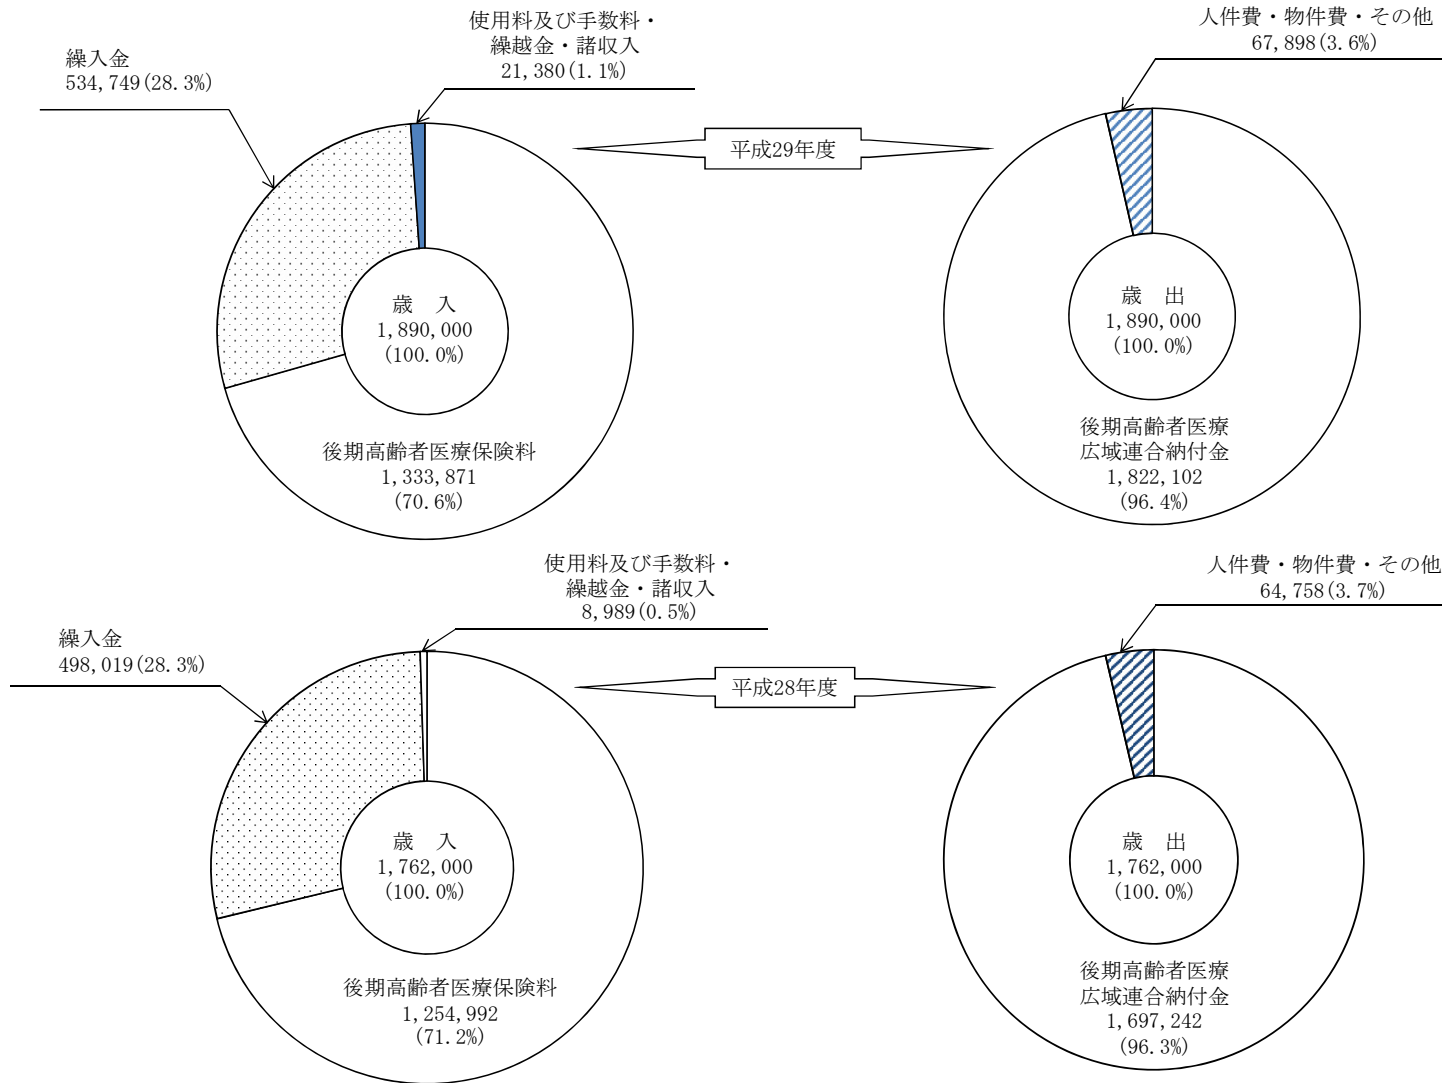 使用料及び手数料・
繰越金・諸収入
21,380(1.1%)
繰入金
534,749(28.3%)
人件費・物件費・その他
67,898(3.6%)
平成29年度
歳　入
1,890,000
(100.0%)
後期高齢者医療保険料
1,333,871
(70.6%)
歳　出
1,890,000
(100.0%)
後期高齢者医療
広域連合納付金
1,822,102
(96.4%)
使用料及び手数料・
繰越金・諸収入
8,989(0.5%)
繰入金
498,019(28.3%)
人件費・物件費・その他
64,758(3.7%)
平成28年度
歳　入
1,762,000
(100.0%)
後期高齢者医療保険料
1,254,992
(71.2%)
歳　出
1,762,000
(100.0%)
後期高齢者医療
広域連合納付金
1,697,242
(96.3%)